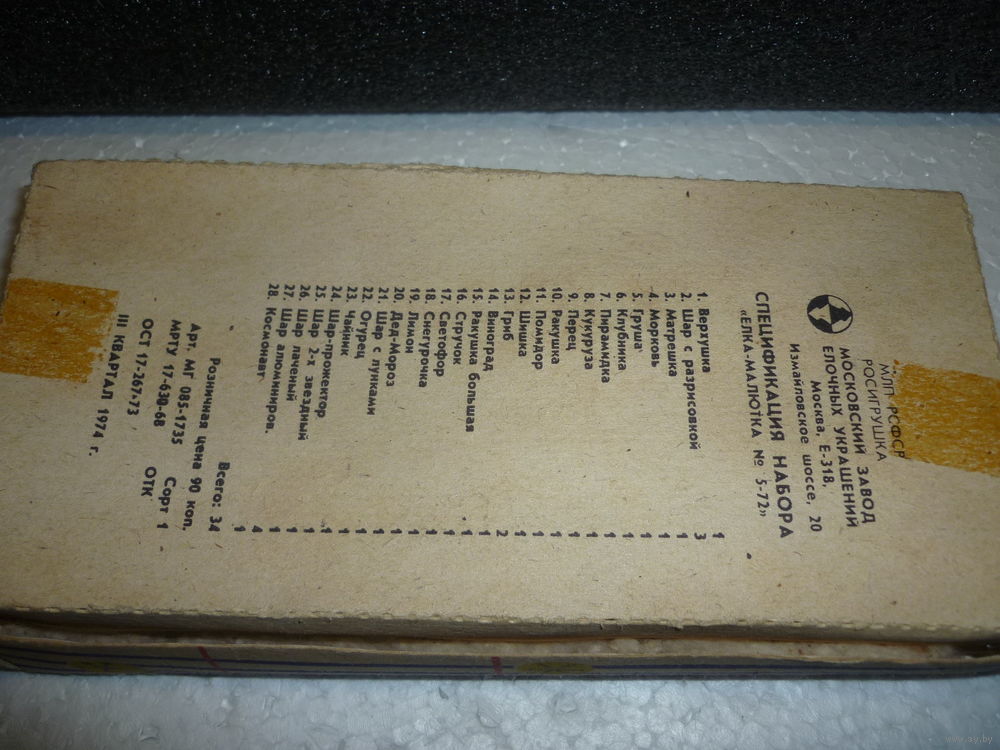 МЛП РСФСР
РОСИГРУШКА
МОСКОВСКИЙ ЗАВОД
ЕЛОЧНЫХ УКРАШЕНИЙ
Москва, Е-318,
Измайловское шоссе, 20
СПЕЦИФИКАЦИЯ НАБОРА
«ЕЛКА-МАЛЮТКА № 5-72»
1. Верхушка 1
2. Шар с разрисовкой 3
3. Матрешка 1
4. Морковь 1
5. Груша 1
6. Клубника 1
7. Пирамидка 1
8. Кукуруза 1
9. Перец 1
10. Ракушка 1
11. Помидор 1
12. Шишка 1
13. Гриб 2
14. Виноград 1
15. Ракушка большая 1
16. Стручок 1
17. Светофор 1
18. Снегурочка 1
19. Лимон 1
20. Дед-Мороз 1
21. Шар с лунками 1
22. Огурец 1
23. Чайник 1
24. Шар-прожектор 1
25. Шар 2-х звездный 1
26. Шар лаченый 1
27. Шар алюминиров. 4
28. Космонавт 1
Всего: 34
Розничная цена 90 коп.
Арт. МГ 085-1735 Сорт 1
МРТУ 17-630-68
ОСТ 17-267-73 ОТК
III КВАРТАЛ 1974 г.
www.ay.by